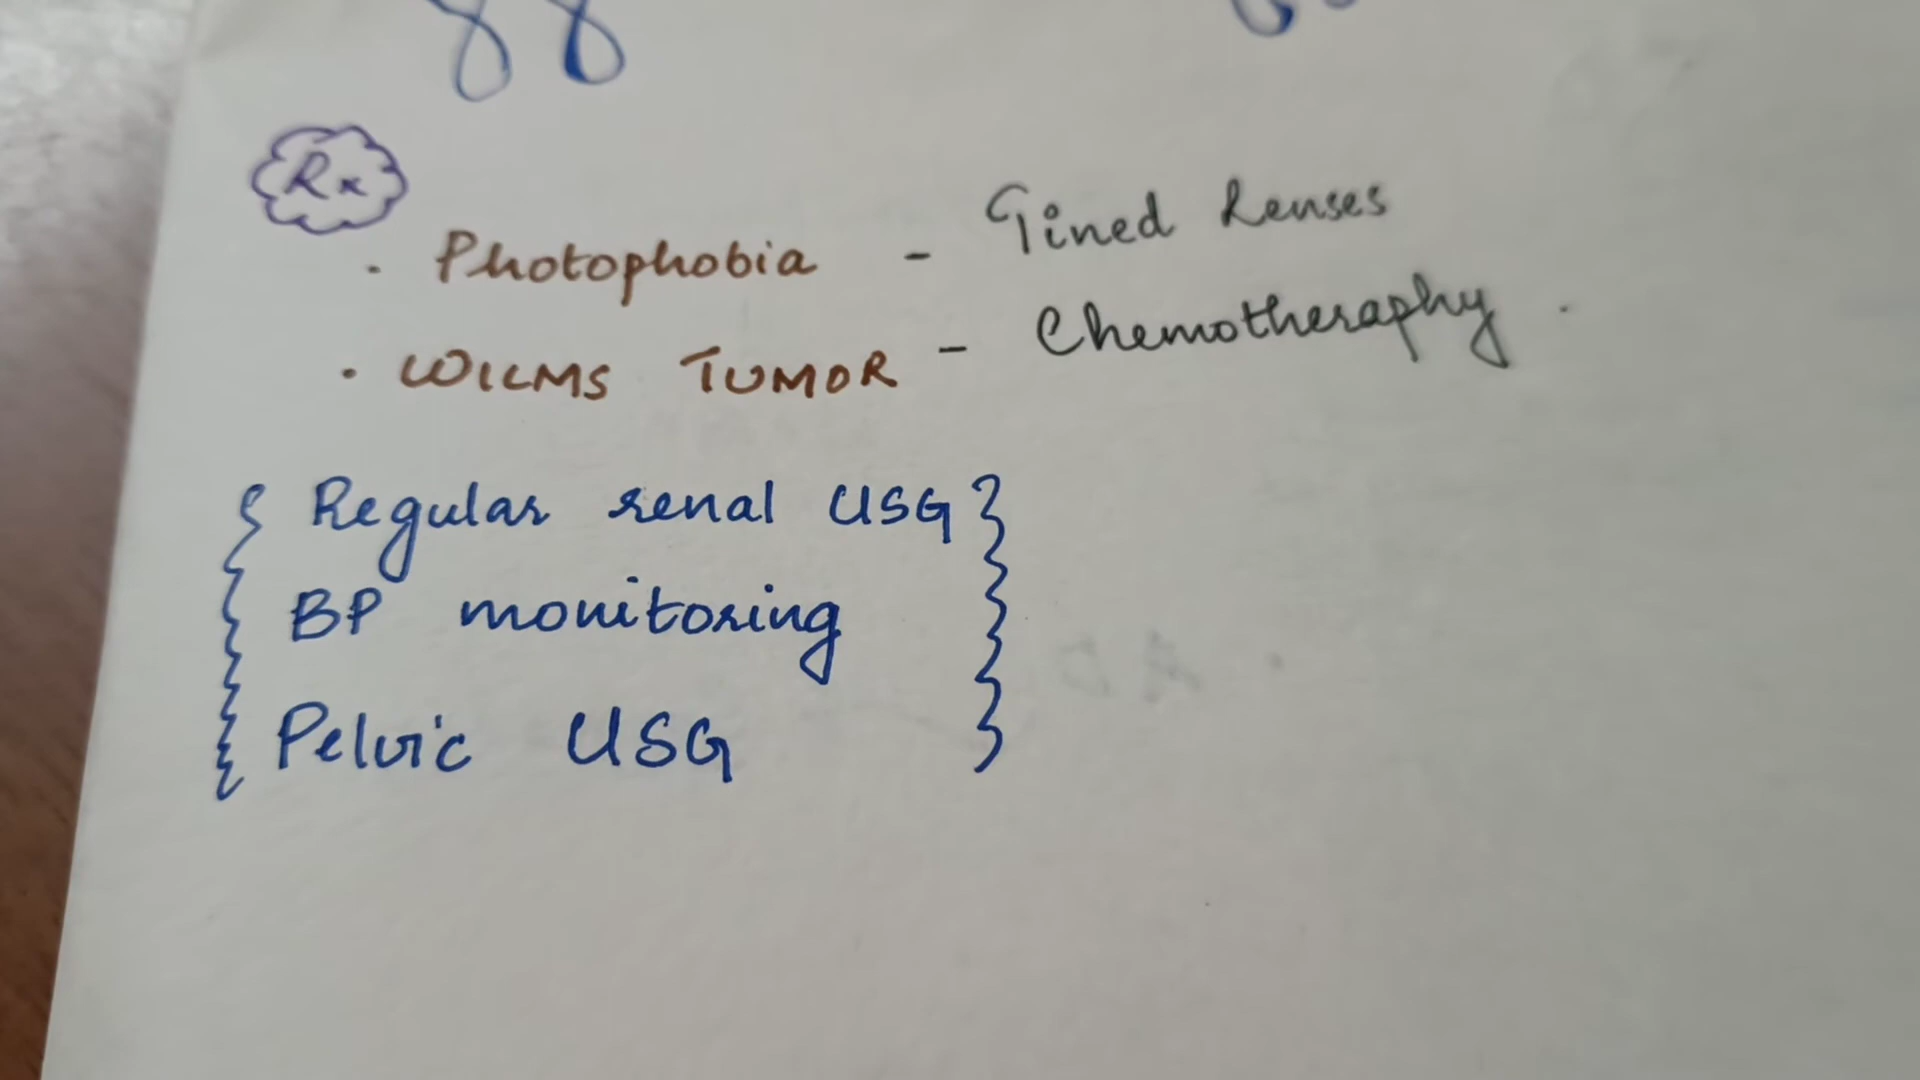 Rx
. Photophobia - Tined lenses
. WILMS TUMOR - Chemotheraphy .
{ Regular renal USG }
BP monitoring
Pelvic USG